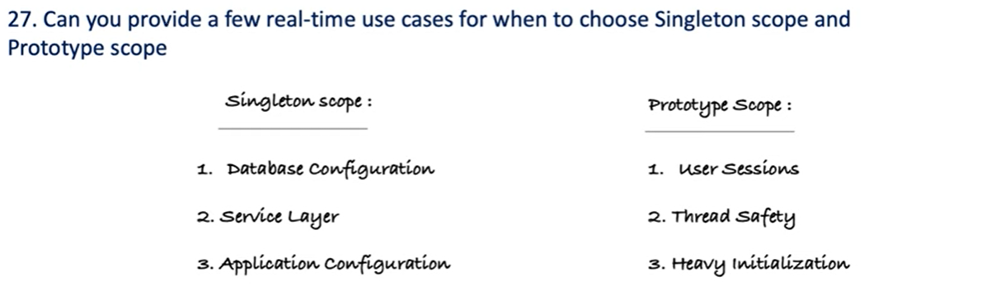 27. Can you provide a few real-time use cases for when to choose Singleton scope and
Prototype scope
Singleton scope :
1. Database Configuration
2. Service Layer
3. Application Configuration
Prototype Scope :
1. User Sessions
2. Thread Safety
3. Heavy Initialization